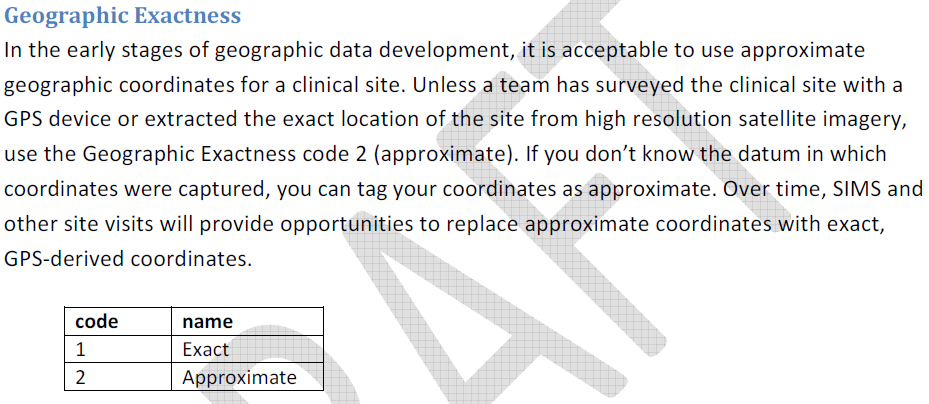 Geographic Exactness
In the early stages of geographic data development, it is acceptable to use approximate
geographic coordinates for a clinical site. Unless a team has surveyed the clinical site with a
GPS device or extracted the exact location of the site from high resolution satellite imagery,
use the Geographic Exactness code 2 (approximate). If you don’t know the datum in which
coordinates were captured, you can tag your coordinates as approximate. Over time, SIMS and
other site visits will provide opportunities to replace approximate coordinates with exact,
GPS-derived coordinates.
code name
1 Exact
2 Approximate